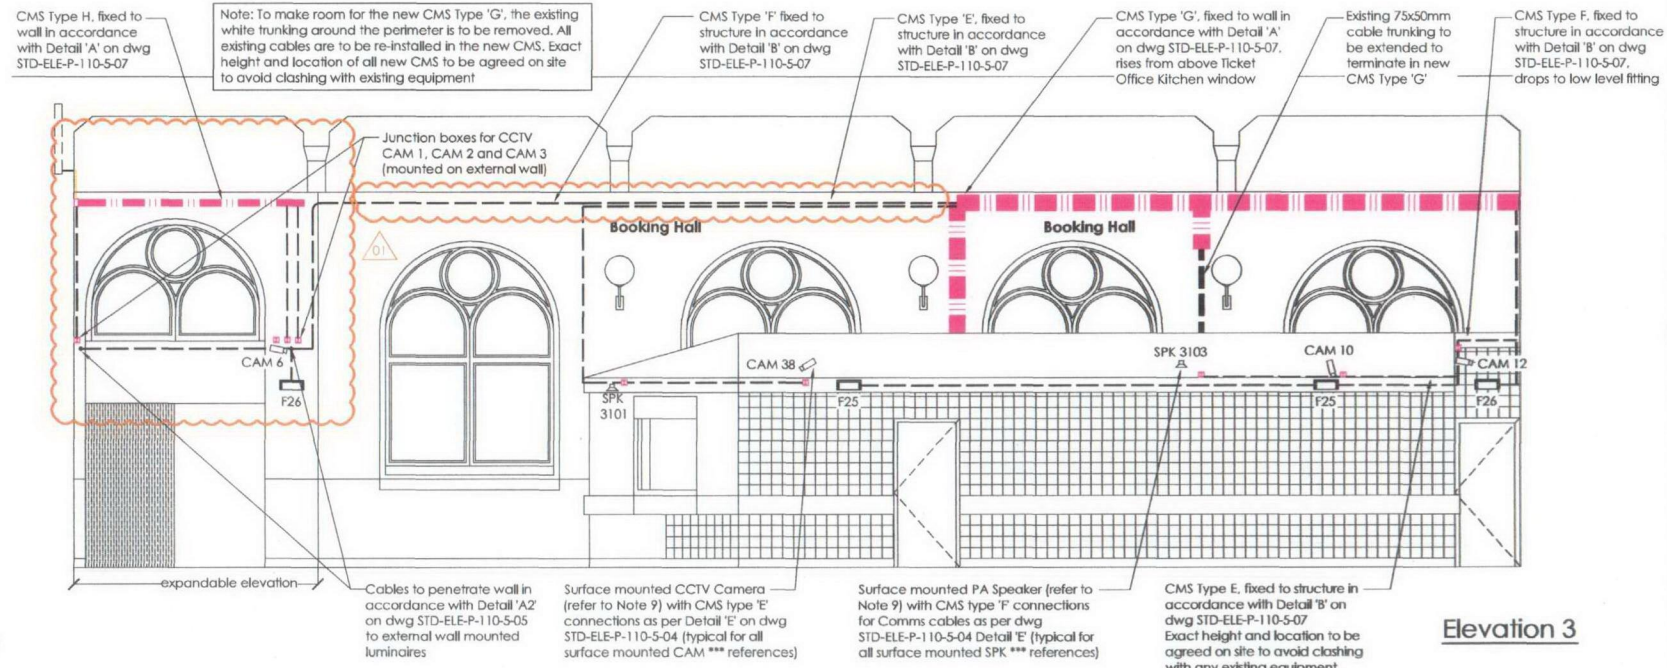 CMS Type H, fixed to
wall in accordance
with Detail 'A' on dwg
STD-ELE-P-110-5-07
Note: To make room for the new CMS Type 'G', the existing
white trunking around the perimeter is to be removed. All
existing cables are to be re-installed in the new CMS. Exact
height and location of all new CMS to be agreed on site
to avoid clashing with existing equipment
CMS Type 'F' fixed to
structure in accordance
with Detail 'B' on dwg
STD-ELE-P-110-5-07
CMS Type 'E', fixed to
structure in accordance
with Detail 'B' on dwg
STD-ELE-P-110-5-07
CMS Type 'G', fixed to wall in
accordance with Detail 'A'
on dwg STD-ELE-P-110-5-07.
rises from above Ticket
Office Kitchen window
Existing 75x50mm
cable trunking to
be extended to
terminate in new
CMS Type 'G'
CMS Type F, fixed to
structure in accordance
with Detail 'B' on dwg
STD-ELE-P-110-5-07.
drops to low level fitting
Junction boxes for CCTV
CAM 1, CAM 2 and CAM 3
(mounted on external wall)
01
Booking Hall
Booking Hall
CAM 6
F26
SPK
3101
CAM 38
F25
SPK 3103
CAM 10
F25
CAM 12
F26
expandable elevation
Cables to penetrate wall in
accordance with Detail 'A2'
on dwg STD-ELE-P-110-5-05
to external wall mounted
luminaires
Surface mounted CCTV Camera
(refer to Note 9) with CMS type 'E'
connections as per Detail 'E' on dwg
STD-ELE-P-110-5-04 (typical for all
surface mounted CAM *** references)
Surface mounted PA Speaker (refer to
Note 9) with CMS type 'F' connections
for Comms cables as per dwg
STD-ELE-P-110-5-04 Detail 'E' (typical for
all surface mounted SPK *** references)
CMS Type E, fixed to structure in
accordance with Detail 'B' on
dwg STD-ELE-P-110-5-07
Exact height and location to be
agreed on site to avoid clashing
with any existing equipment
Elevation 3